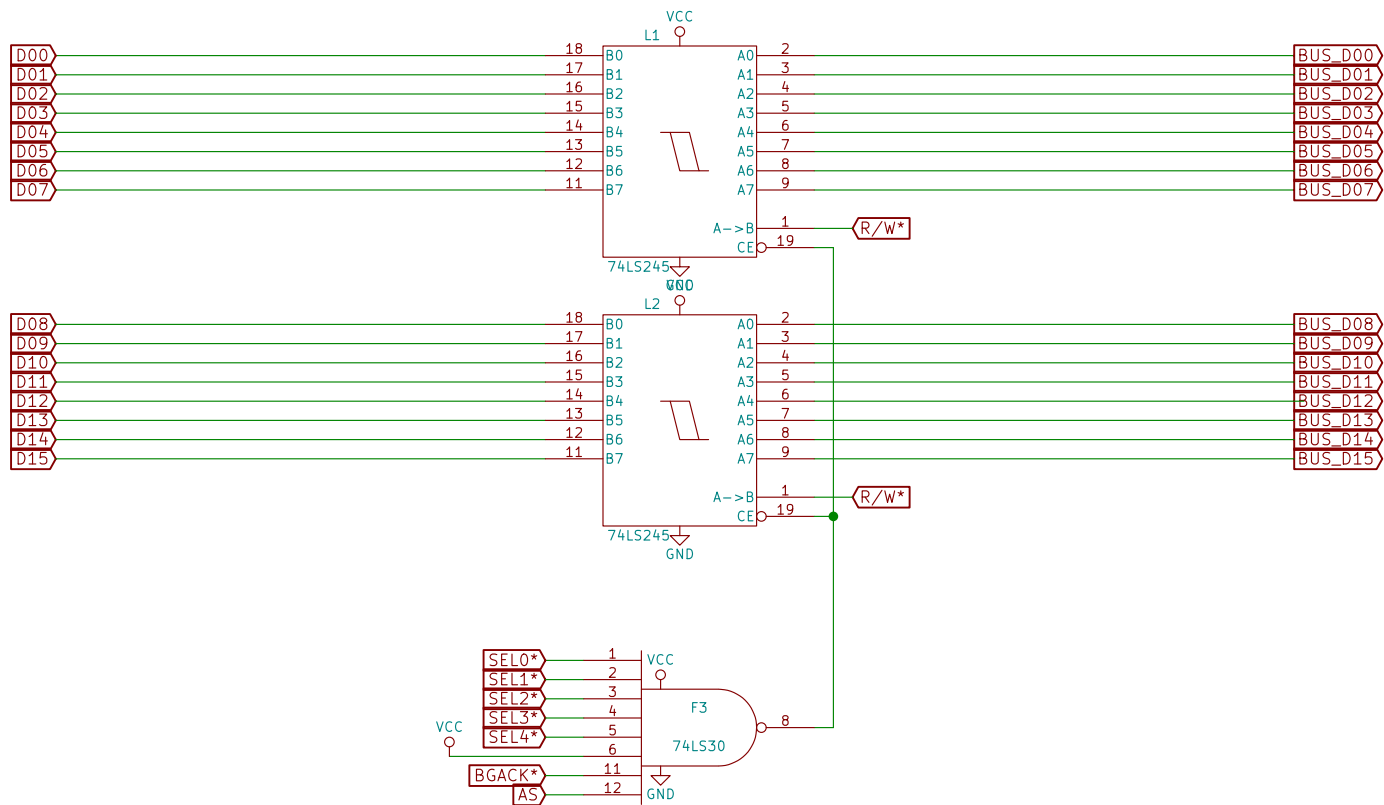 VCC
L1
D00 18 B0 A0 2 BUS_D00
D01 17 B1 A1 3 BUS_D01
D02 16 B2 A2 4 BUS_D02
D03 15 B3 A3 5 BUS_D03
D04 14 B4 A4 6 BUS_D04
D05 13 B5 A5 7 BUS_D05
D06 12 B6 A6 8 BUS_D06
D07 11 B7 A7 9 BUS_D07
A->B 1 R/W*
CE 19
74LS245
GND
VCC
L2
D08 18 B0 A0 2 BUS_D08
D09 17 B1 A1 3 BUS_D09
D10 16 B2 A2 4 BUS_D10
D11 15 B3 A3 5 BUS_D11
D12 14 B4 A4 6 BUS_D12
D13 13 B5 A5 7 BUS_D13
D14 12 B6 A6 8 BUS_D14
D15 11 B7 A7 9 BUS_D15
A->B 1 R/W*
CE 19
74LS245
GND
SEL0* 1 VCC
SEL1* 2
SEL2* 3
F3
SEL3* 4
VCC 8
SEL4* 5
74LS30
6
BGACK* 11
AS 12 GND